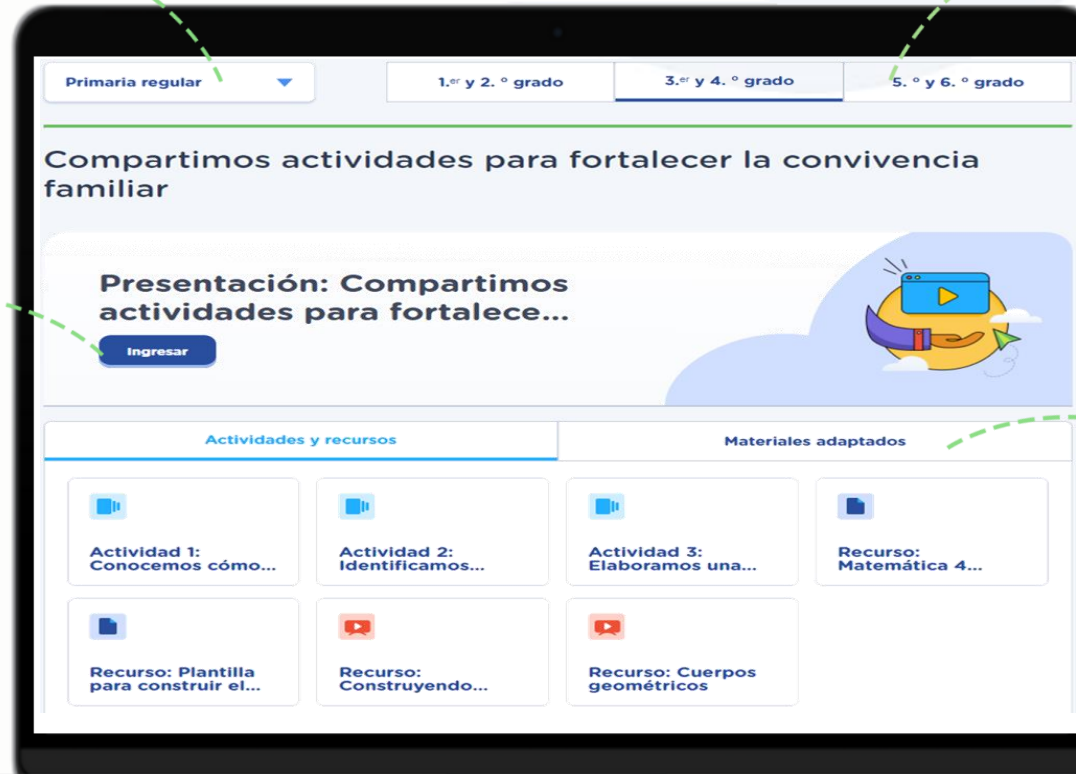 Primaria regular
1.er y 2. ° grado
3.er y 4. ° grado
5. ° y 6. ° grado
Compartimos actividades para fortalecer la convivencia
familiar
Presentación: Compartimos
actividades para fortalece...
Ingresar
Actividades y recursos
Materiales adaptados
Actividad 1:
Conocemos cómo...
Actividad 2:
Identificamos...
Actividad 3:
Elaboramos una...
Recurso:
Matemática 4...
Recurso: Plantilla
para construir el...
Recurso:
Construyendo...
Recurso: Cuerpos
geométricos